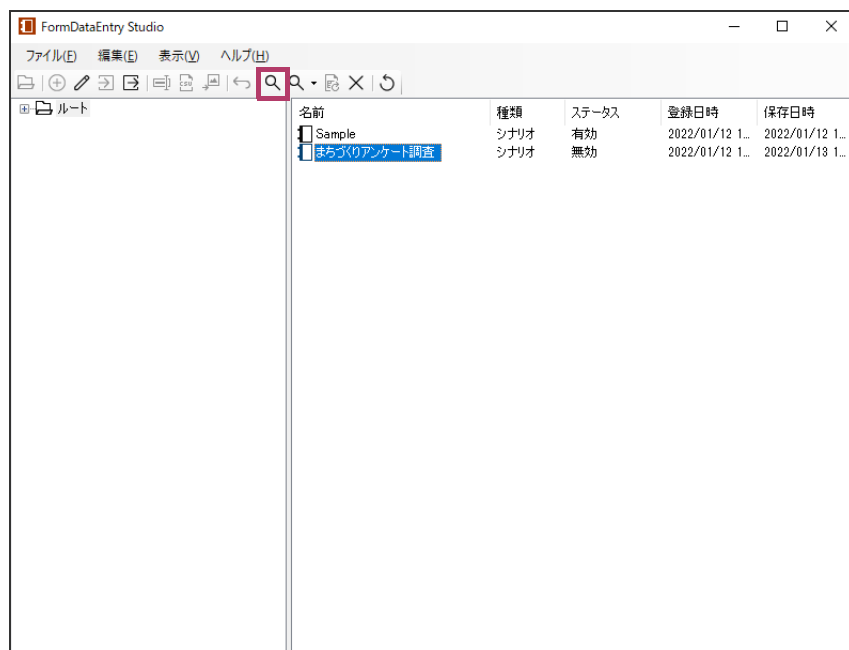 FormDataEntry Studio
ファイル(F) 編集(E) 表示(V) ヘルプ(H)
csv
ルート
名前 種類 ステータス 登録日時 保存日時
Sample シナリオ 有効 2022/01/12 1... 2022/01/12 1...
まちづくりアンケート調査 シナリオ 無効 2022/01/12 1... 2022/01/13 1...